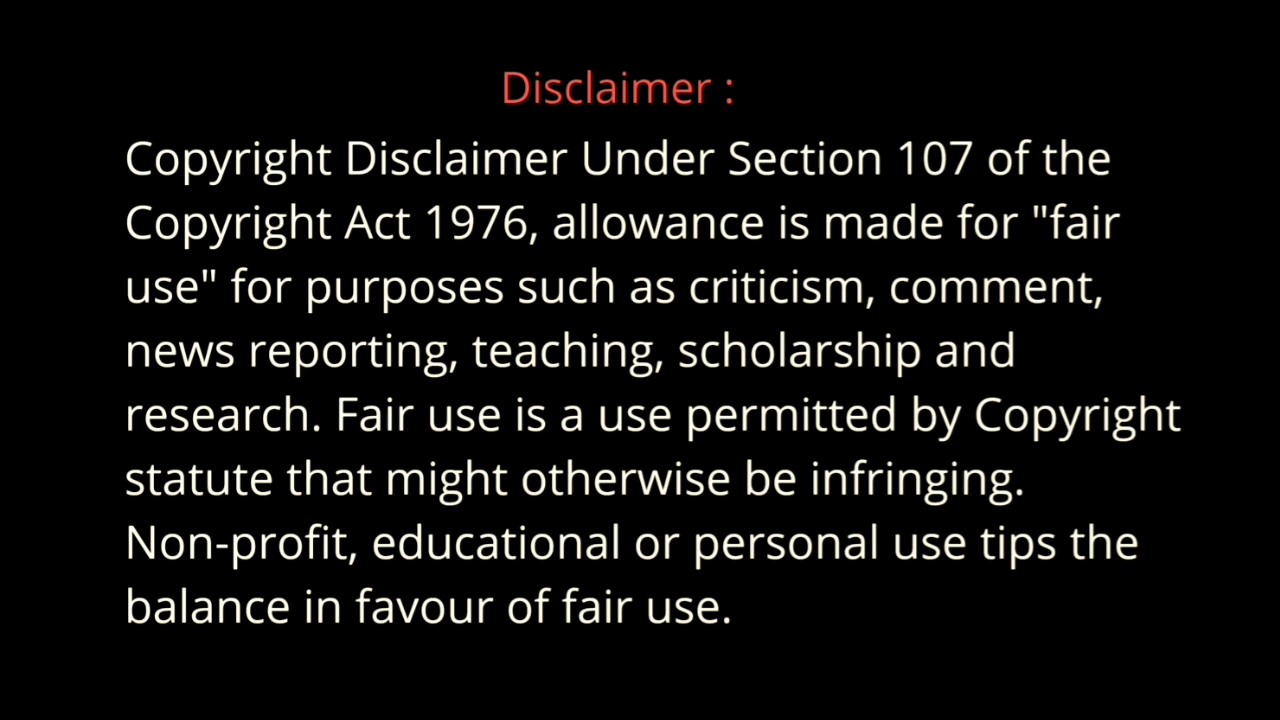 Disclaimer :
Copyright Disclaimer Under Section 107 of the
Copyright Act 1976, allowance is made for "fair
use" for purposes such as criticism, comment,
news reporting, teaching, scholarship and
research. Fair use is a use permitted by Copyright
statute that might otherwise be infringing.
Non-profit, educational or personal use tips the
balance in favour of fair use.